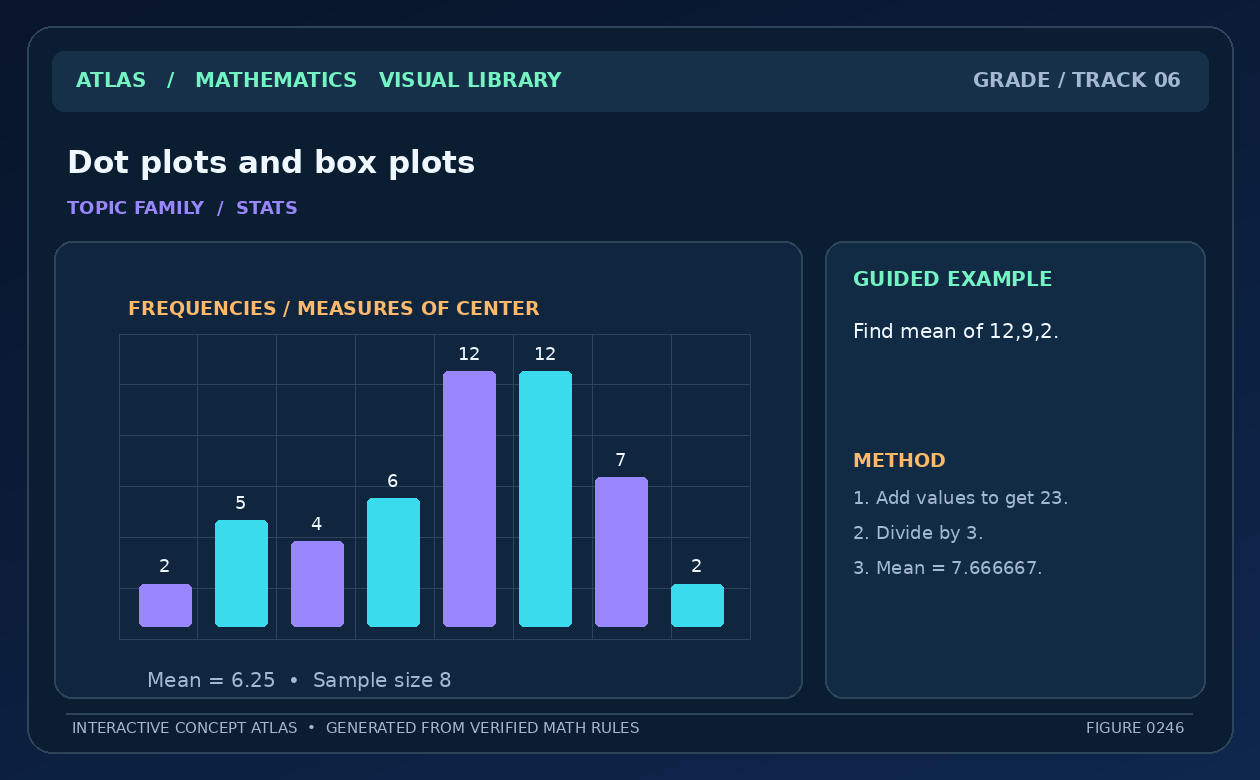 ATLAS / MATHEMATICS VISUAL LIBRARY
GRADE / TRACK 06
Dot plots and box plots
TOPIC FAMILY / STATS
FREQUENCIES / MEASURES OF CENTER
2
5
4
6
12
12
7
2
Mean = 6.25 • Sample size 8
GUIDED EXAMPLE
Find mean of 12,9,2.
METHOD
1. Add values to get 23.
2. Divide by 3.
3. Mean = 7.666667.
INTERACTIVE CONCEPT ATLAS • GENERATED FROM VERIFIED MATH RULES
FIGURE 0246